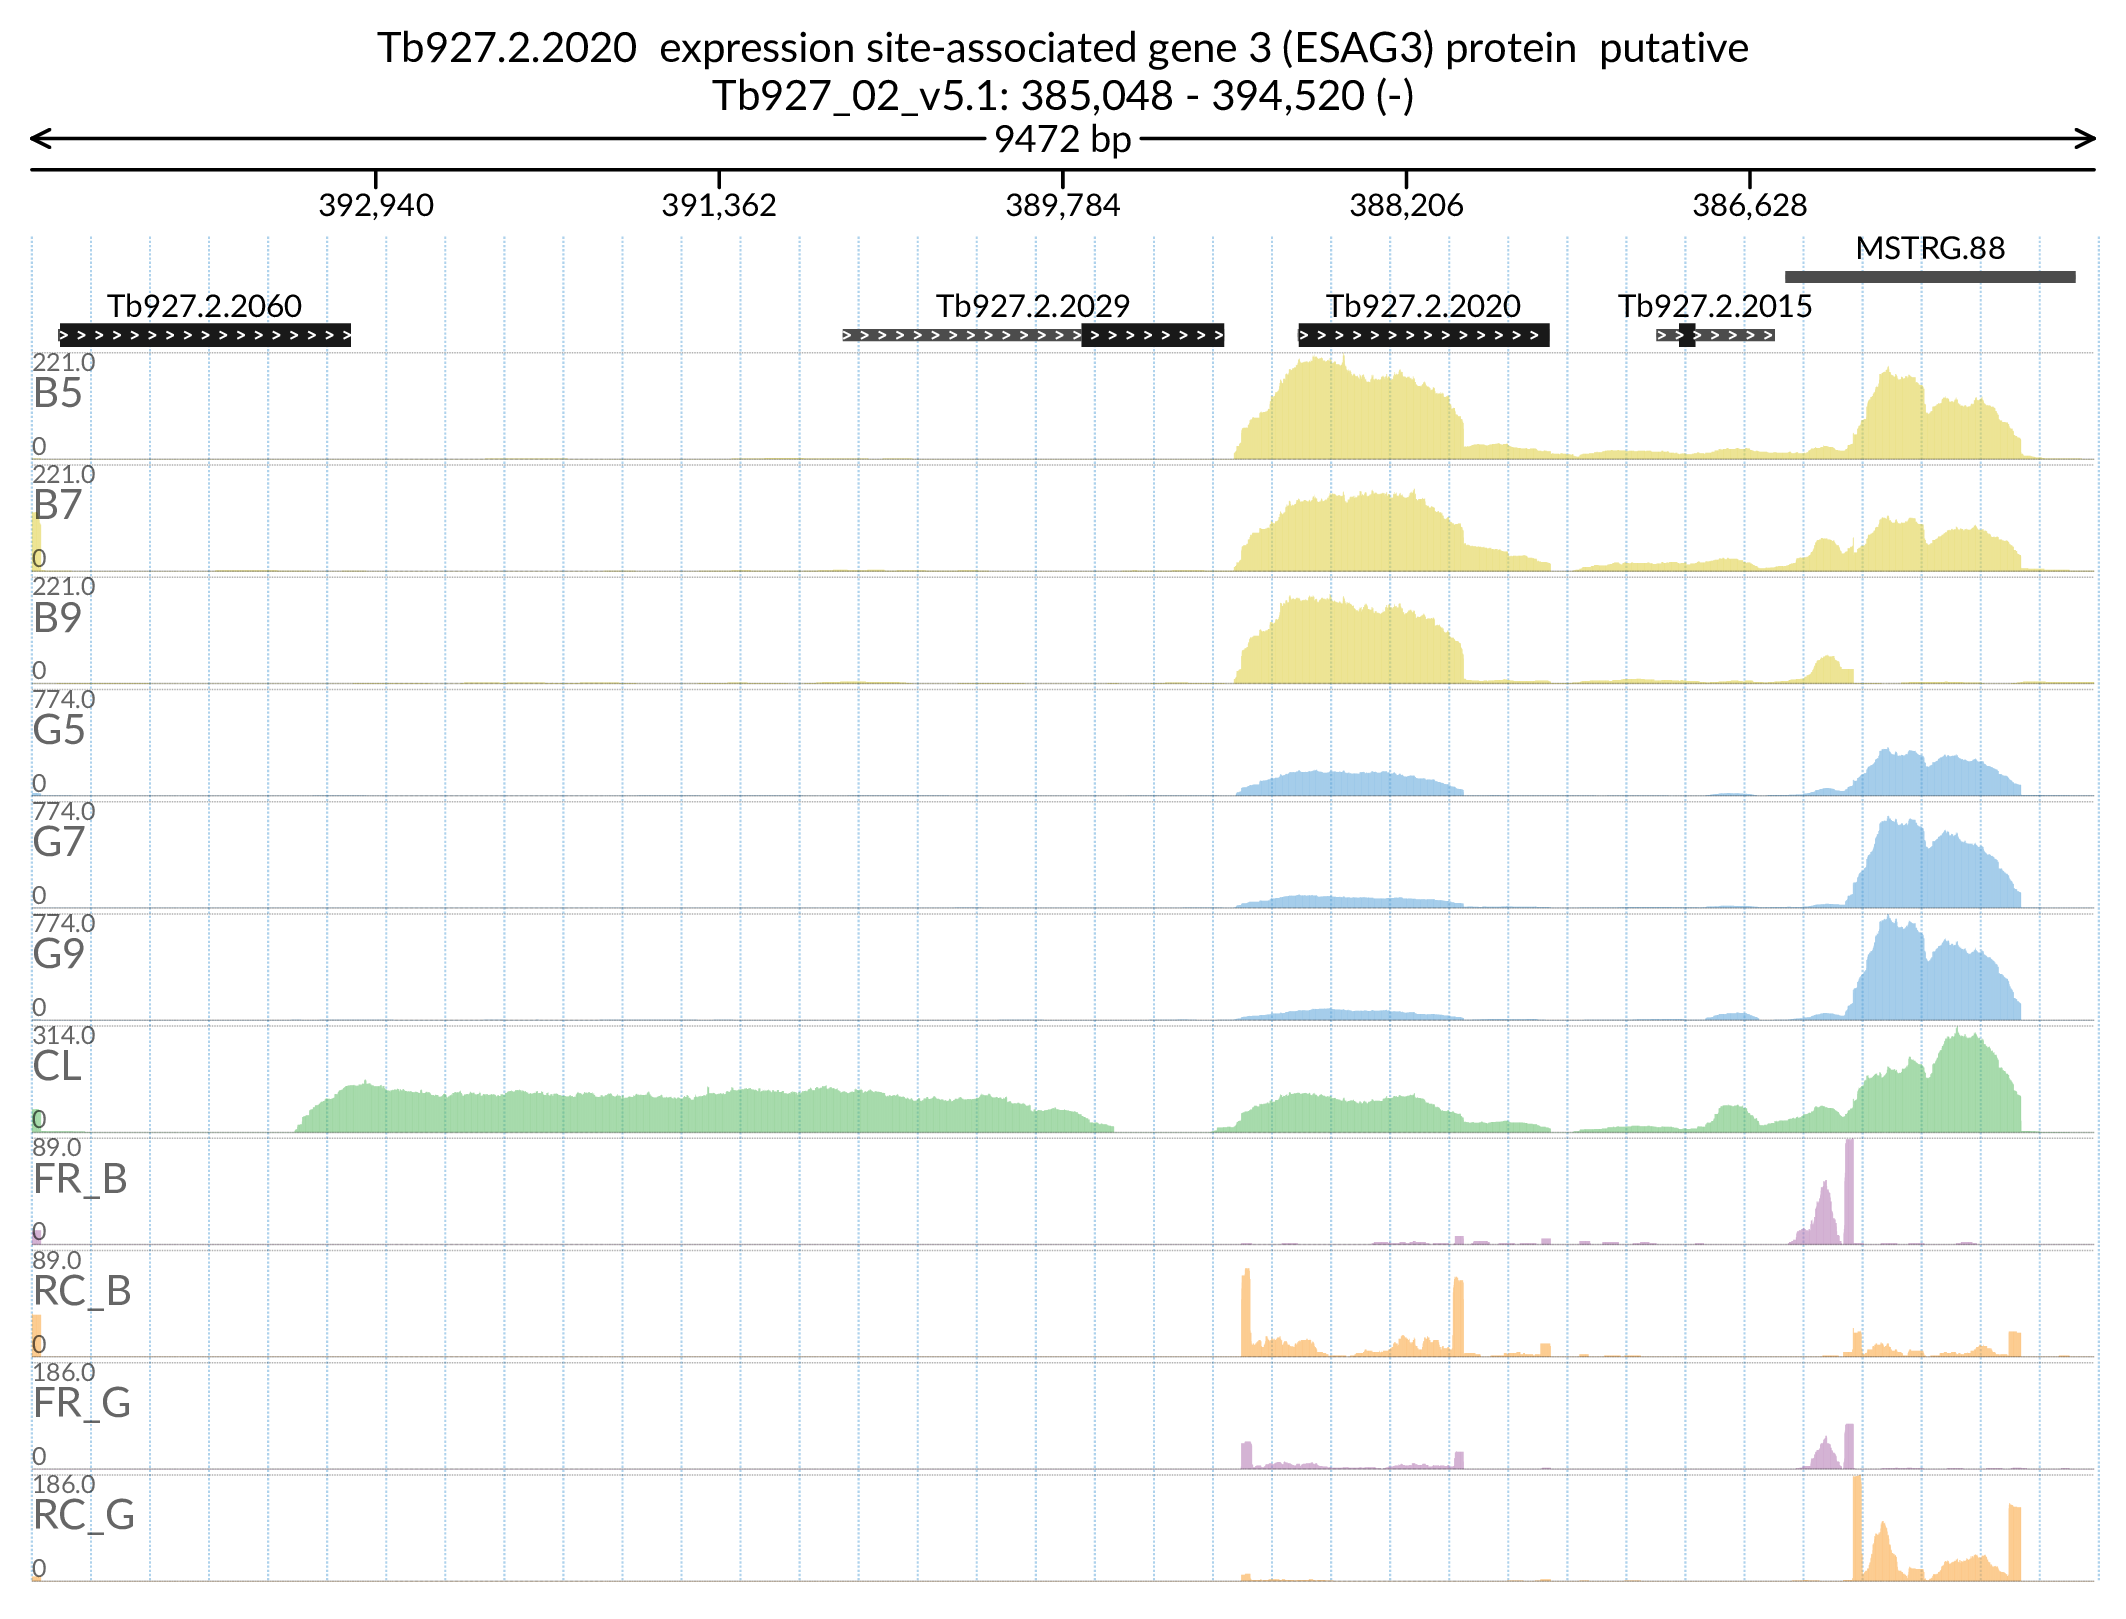 Tb927.2.2020  expression site-associated gene 3 (ESAG3) protein  putative
Tb927_02_v5.1: 385,048 - 394,520 (-)
9472 bp
392,940 391,362 389,784 388,206 386,628
MSTRG.88
Tb927.2.2060 Tb927.2.2029 Tb927.2.2020 Tb927.2.2015
221.0
B5
0
221.0
B7
0
221.0
B9
0
774.0
G5
0
774.0
G7
0
774.0
G9
0
314.0
CL
0
89.0
FR_B
0
89.0
RC_B
0
186.0
FR_G
0
186.0
RC_G
0